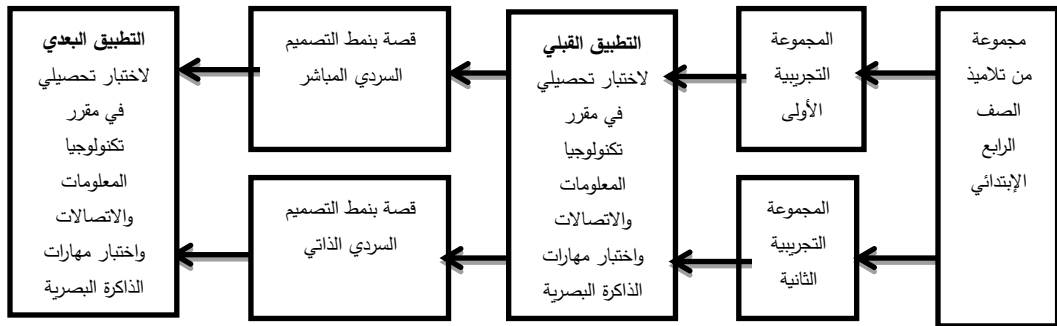 مجموعة
من تلاميذ
الصف
الرابع
الإبتدائي
المجموعة
التجريبية
الأولى
المجموعة
التجريبية
الثانية
التطبيق القبلي
لاختبار تحصيلي
في مقرر
تكنولوجيا
المعلومات
والاتصالات
واختبار مهارات
الذاكرة البصرية
قصة بنمط التصميم
السردي المباشر
قصة بنمط التصميم
السردي الذاتي
التطبيق البعدي
لاختبار تحصيلي
في مقرر
تكنولوجيا
المعلومات
والاتصالات
واختبار مهارات
الذاكرة البصرية